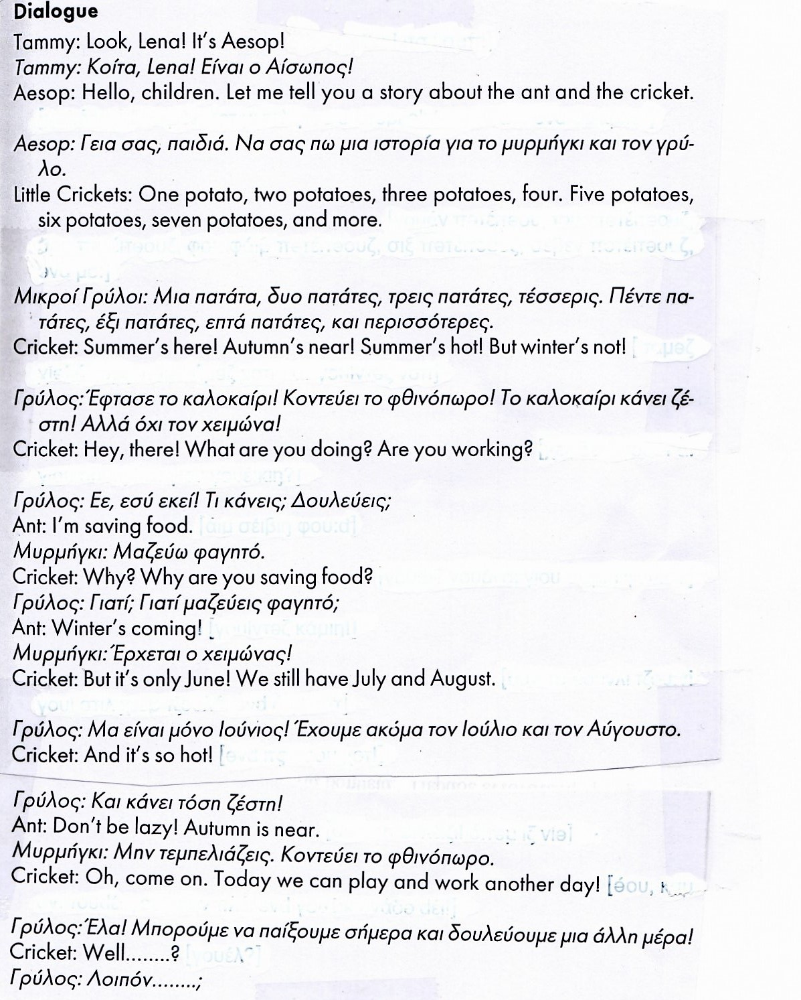 Dialogue
Tammy: Look, Lena! It's Aesop!
Tammy: Κοίτα, Lena! Είναι ο Αίσωπος!
Aesop: Hello, children. Let me tell you a story about the ant and the cricket.
Aesop: Γεια σας, παιδιά. Να σας πω μια ιστορία για το μυρμήγκι και τον γρύ-
λο.
Little Crickets: One potato, two potatoes, three potatoes, four. Five potatoes,
six potatoes, seven potatoes, and more.
Μικροί Γρύλοι: Μια πατάτα, δυο πατάτες, τρεις πατάτες, τέσσερις. Πέντε πα-
τάτες, έξι πατάτες, επτά πατάτες, και περισσότερες.
Cricket: Summer's here! Autumn's near! Summer's hot! But winter's not!
Γρύλος: Έφτασε το καλοκαίρι! Κοντεύει το φθινόπωρο! Το καλοκαίρι κάνει ζέ-
στη! Αλλά όχι τον χειμώνα!
Cricket: Hey, there! What are you doing? Are you working?
Γρύλος: Εε, εσύ εκεί! Τι κάνεις; Δουλεύεις;
Ant: I'm saving food.
Μυρμήγκι: Μαζεύω φαγητό.
Cricket: Why? Why are you saving food?
Γρύλος: Γιατί; Γιατί μαζεύεις φαγητό;
Ant: Winter's coming!
Μυρμήγκι: Έρχεται ο χειμώνας!
Cricket: But it's only June! We still have July and August.
Γρύλος: Μα είναι μόνο Ιούνιος! Έχουμε ακόμα τον Ιούλιο και τον Αύγουστο.
Cricket: And it's so hot!
Γρύλος: Και κάνει τόση ζέστη!
Ant: Don't be lazy! Autumn is near.
Μυρμήγκι: Μην τεμπελιάζεις. Κοντεύει το φθινόπωρο.
Cricket: Oh, come on. Today we can play and work another day!
Γρύλος: Έλα! Μπορούμε να παίξουμε σήμερα και δουλεύουμε μια άλλη μέρα!
Cricket: Well........?
Γρύλος: Λοιπόν........;